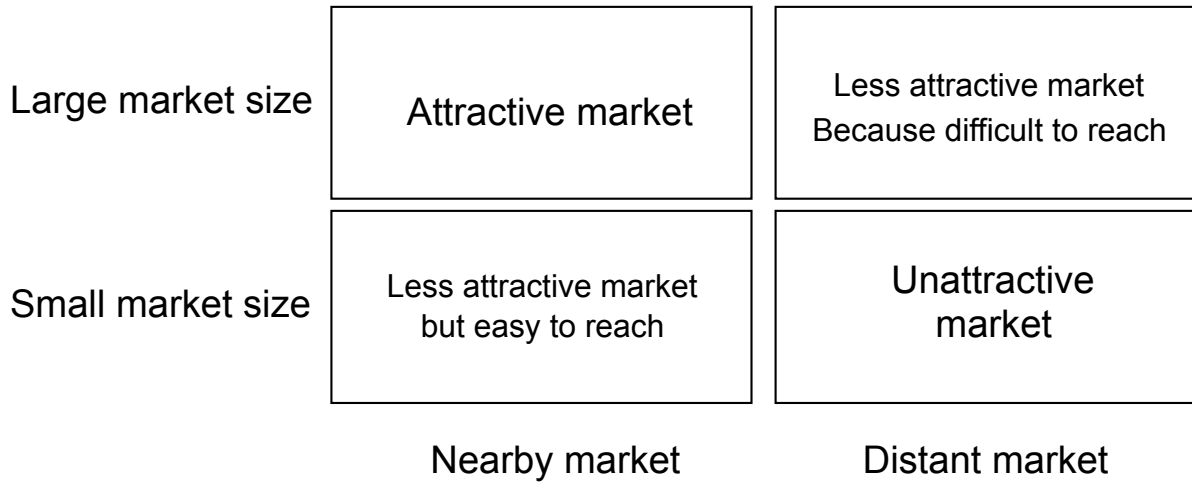 Large market size
Attractive market
Less attractive market
Because difficult to reach
Small market size
Less attractive market
but easy to reach
Unattractive
market
Nearby market
Distant market